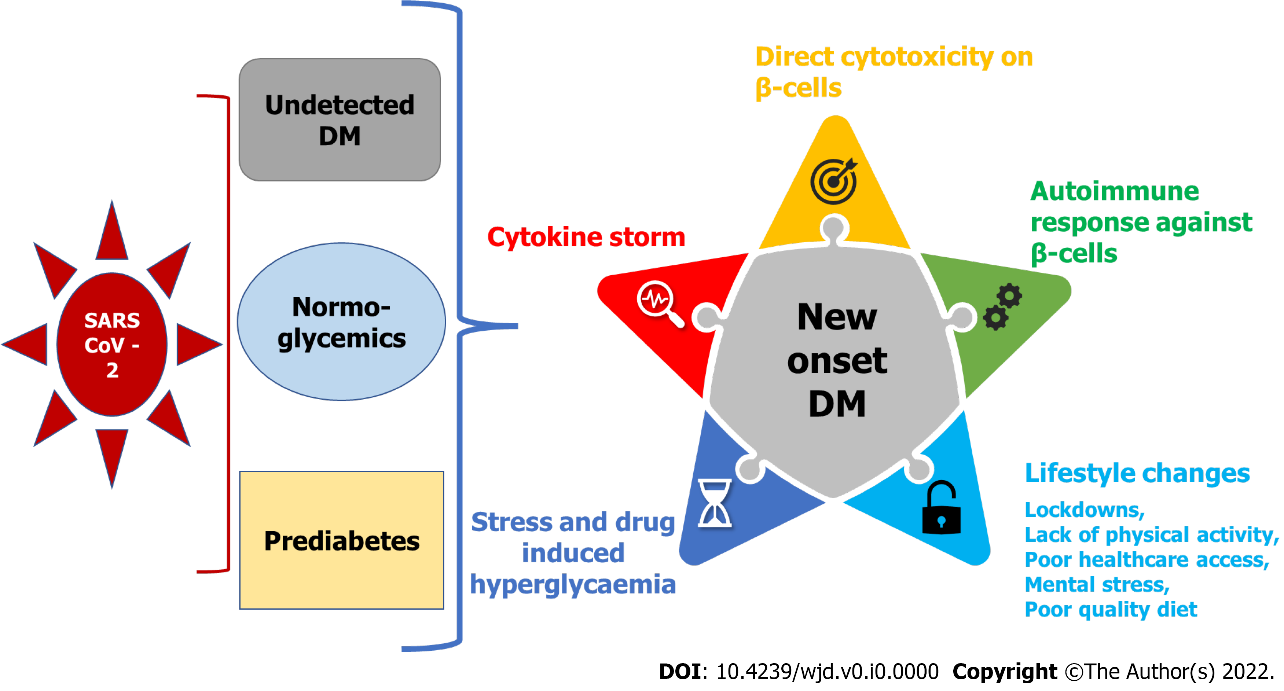 SARS
CoV -
2
Undetected
DM
Normo-
glycemics
Prediabetes
Direct cytotoxicity on
β-cells
Autoimmune
response against
β-cells
Cytokine storm
New
onset
DM
Stress and drug
induced
hyperglycaemia
Lifestyle changes
Lockdowns,
Lack of physical activity,
Poor healthcare access,
Mental stress,
Poor quality diet
DOI: 10.4239/wjd.v0.i0.0000 Copyright ©The Author(s) 2022.